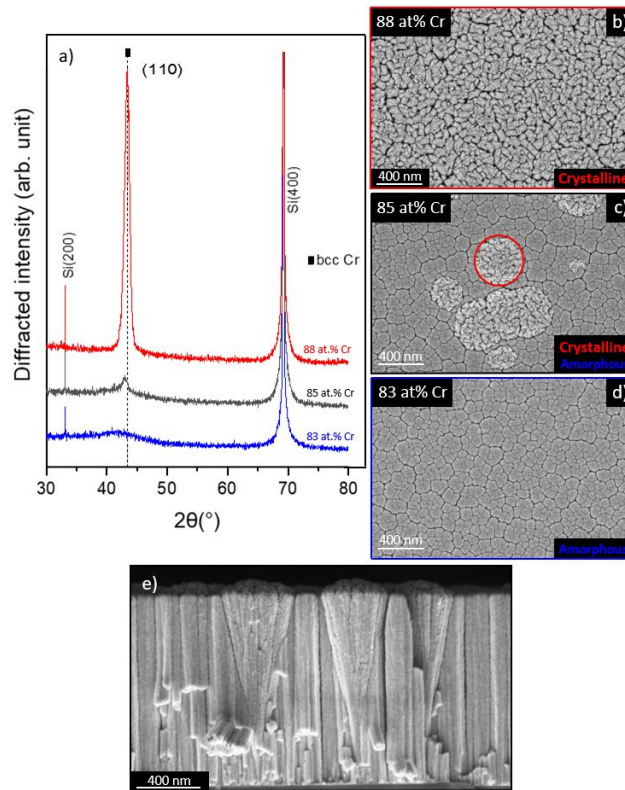 a)
(110)
Diffracted intensity (arb. unit)
Si(200)
Si(400)
bcc Cr
88 at.% Cr
85 at.% Cr
83 at.% Cr
30 40 50 60 70 80
2θ(°)
88 at% Cr
b)
400 nm
Crystalline
85 at% Cr
c)
400 nm
Crystalline
Amorphous
83 at% Cr
d)
400 nm
Amorphous
e)
400 nm